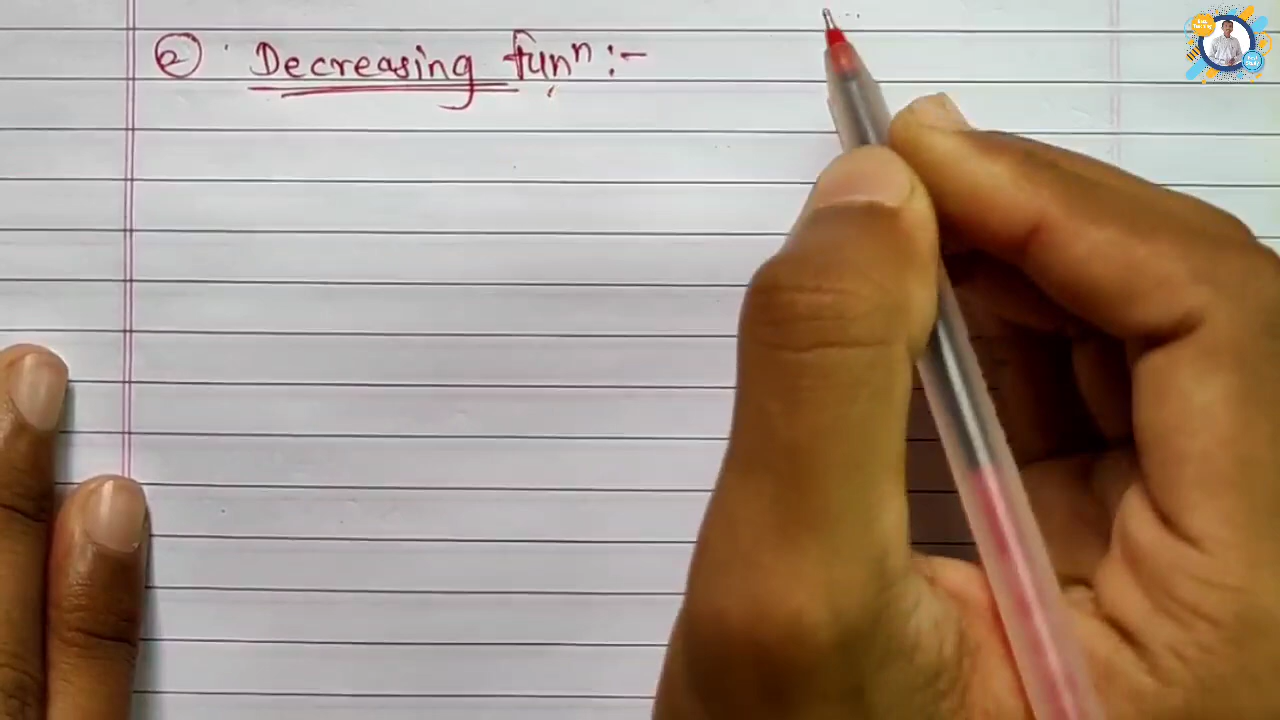 ② Decreasing funⁿ :-